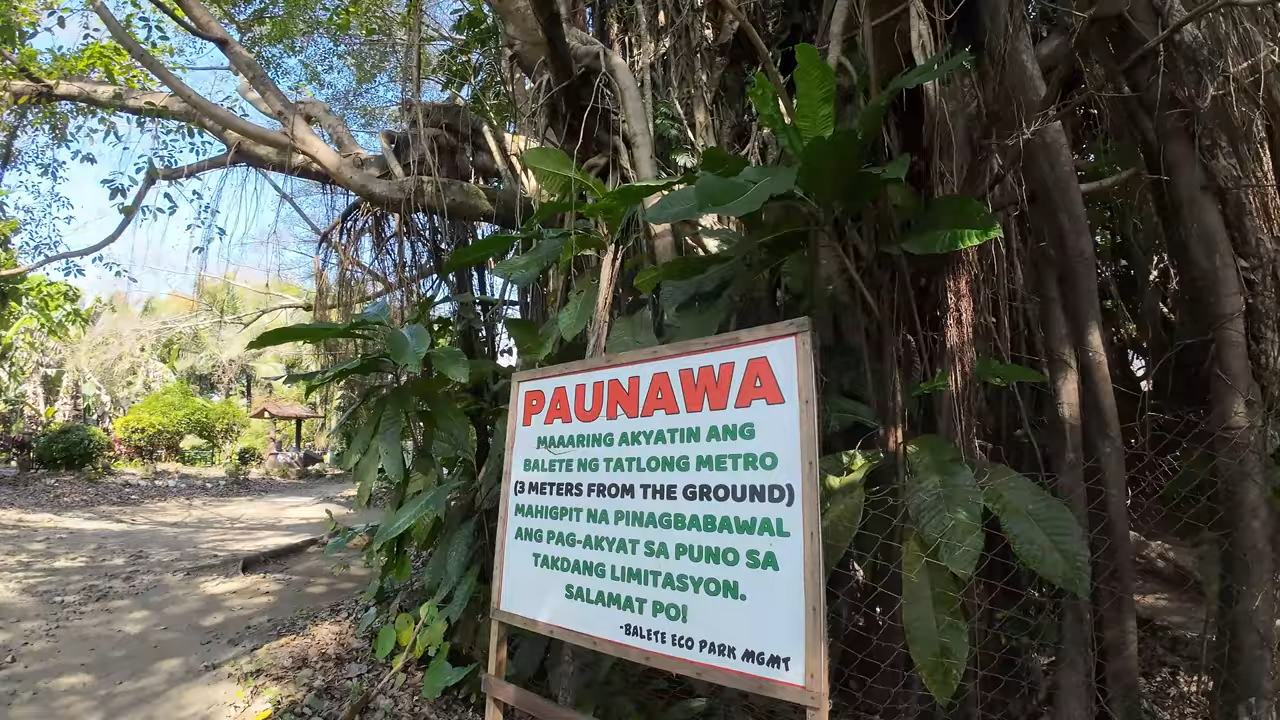 PAUNAWA
MAAARING AKYATIN ANG
BALETE NG TATLONG METRO
(3 METERS FROM THE GROUND)
MAHIGPIT NA PINAGBABAWAL
ANG PAG-AKYAT SA PUNO SA
TAKDANG LIMITASYON.
SALAMAT PO!
-BALETE ECO PARK MGMT